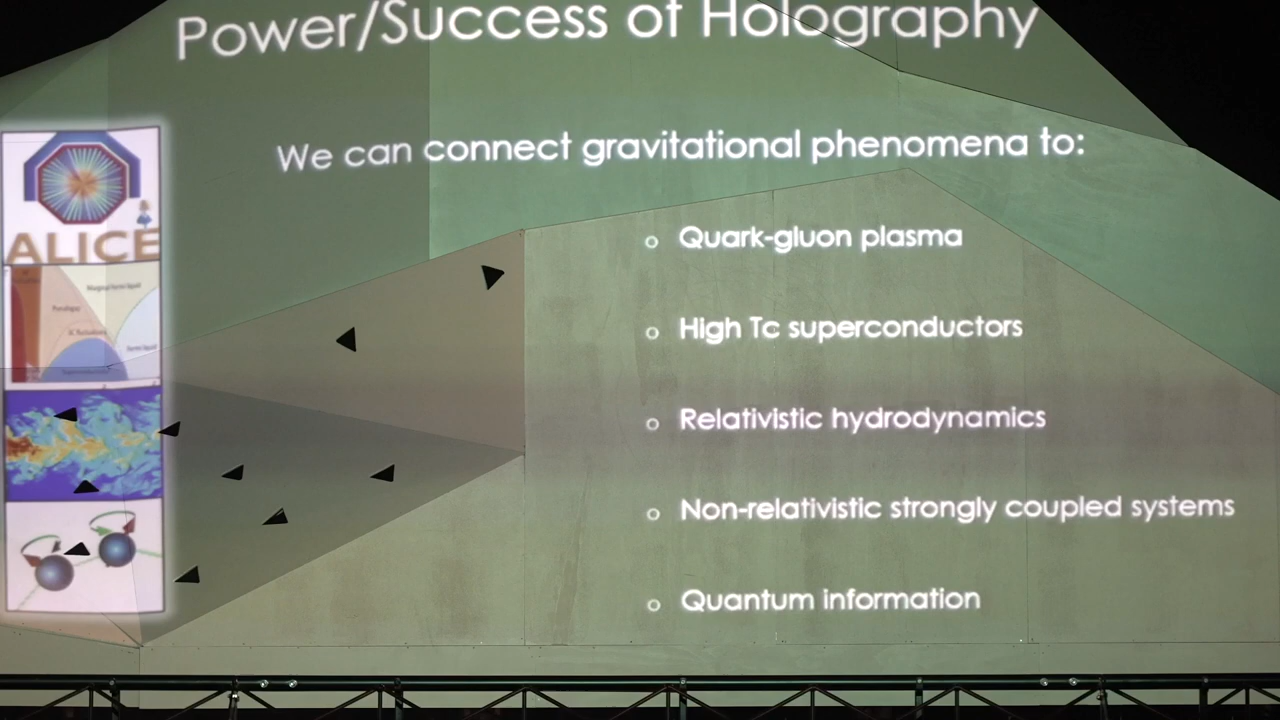 Power/Success of Holography
We can connect gravitational phenomena to:
ALICE
Quark-gluon plasma
High Tc superconductors
Relativistic hydrodynamics
Non-relativistic strongly coupled systems
Quantum information